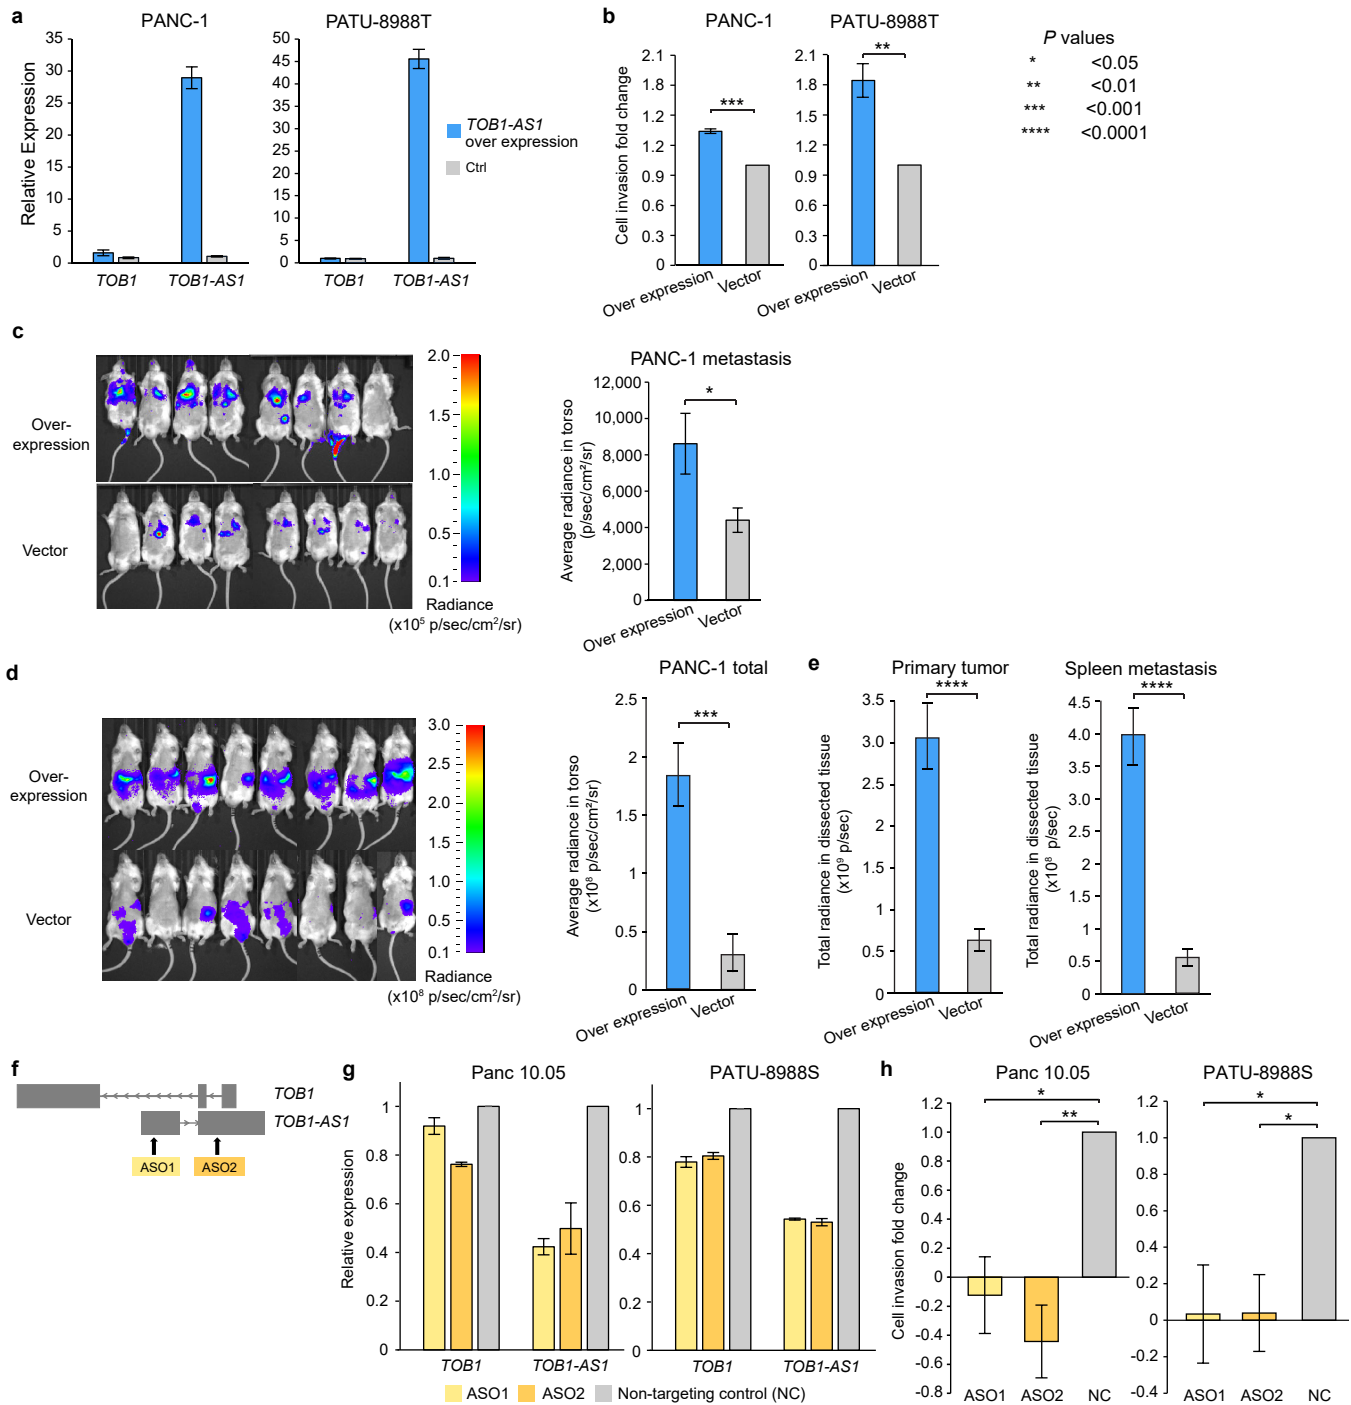 a
PANC-1
PATU-8988T
Relative Expression
35
30
25
20
15
10
5
0
TOB1
TOB1-AS1
50
45
40
35
30
25
20
15
10
5
0
TOB1
TOB1-AS1
TOB1-AS1
over expression
Ctrl
b
PANC-1
PATU-8988T
Cell invasion fold change
2.1
1.8
1.2
1.2
0.9
0.6
0.3
0
***
Over expression
Vector
2.1
1.8
1.2
1.2
0.9
0.6
0.3
0
**
Over expression
Vector
P values
* <0.05
** <0.01
*** <0.001
**** <0.0001
c
Over-
expression
Vector
2.0
1.5
1.0
0.5
0.1
Radiance
(x10⁵ p/sec/cm²/sr)
PANC-1 metastasis
Average radiance in torso
(p/sec/cm²/sr)
12,000
10,000
8,000
6,000
4,000
2,000
0
*
Over expression
Vector
d
Over-
expression
Vector
3.0
2.5
2.0
1.5
1.0
0.5
0.1
Radiance
(x10⁸ p/sec/cm²/sr)
PANC-1 total
Average radiance in torso
(x10⁸ p/sec/cm²/sr)
2.5
2
1.5
1
0.5
0
***
Over expression
Vector
e
Primary tumor
Total radiance in dissected tissue
(x10⁹ p/sec)
3.5
3.0
3.5
2
1.5
1
0.5
0
****
Over expression
Vector
Spleen metastasis
Total radiance in dissected tissue
(x10⁸ p/sec)
4.5
4.0
3.5
3.0
2.5
2.0
1.5
1
0.5
0
****
Over expression
Vector
f
TOB1
TOB1-AS1
ASO1
ASO2
g
Panc 10.05
PATU-8988S
Relative expression
1
0.8
0.6
0.4
0.2
0
TOB1
TOB1-AS1
1
0.8
0.6
0.4
0.2
0
TOB1
TOB1-AS1
ASO1
ASO2
Non-targeting control (NC)
h
Panc 10.05
PATU-8988S
Cell invasion fold change
1.2
1.0
0.8
0.6
0.4
0.2
0
-0.2
-0.4
-0.6
-0.8
*
**
ASO1
ASO2
NC
1.2
1.0
0.8
0.6
0.4
0.2
0
-0.2
-0.4
*
*
ASO1
ASO2
NC